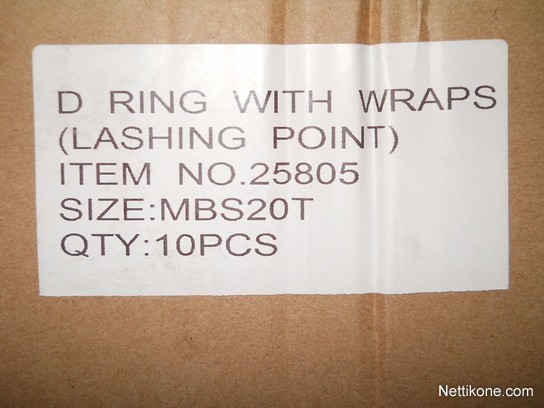 D RING WITH WRAPS
(LASHING POINT)
ITEM NO.25805
SIZE:MBS20T
QTY:10PCS
Nettikone.com